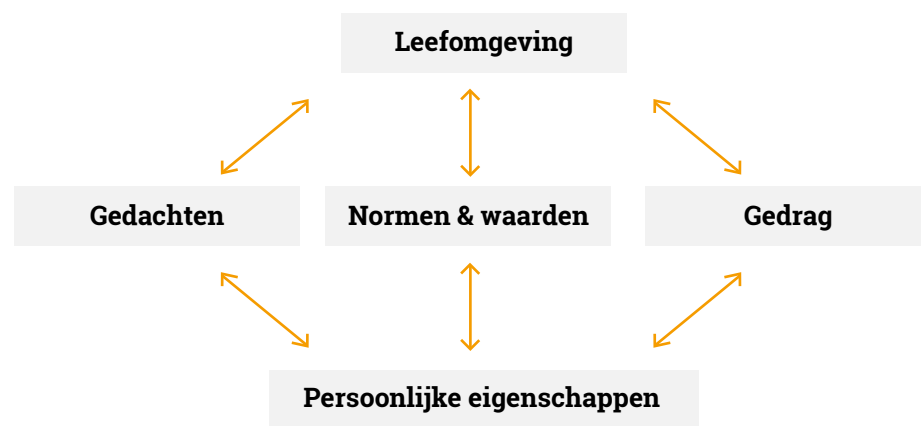 Leefomgeving
Gedachten
Normen & waarden
Gedrag
Persoonlijke eigenschappen